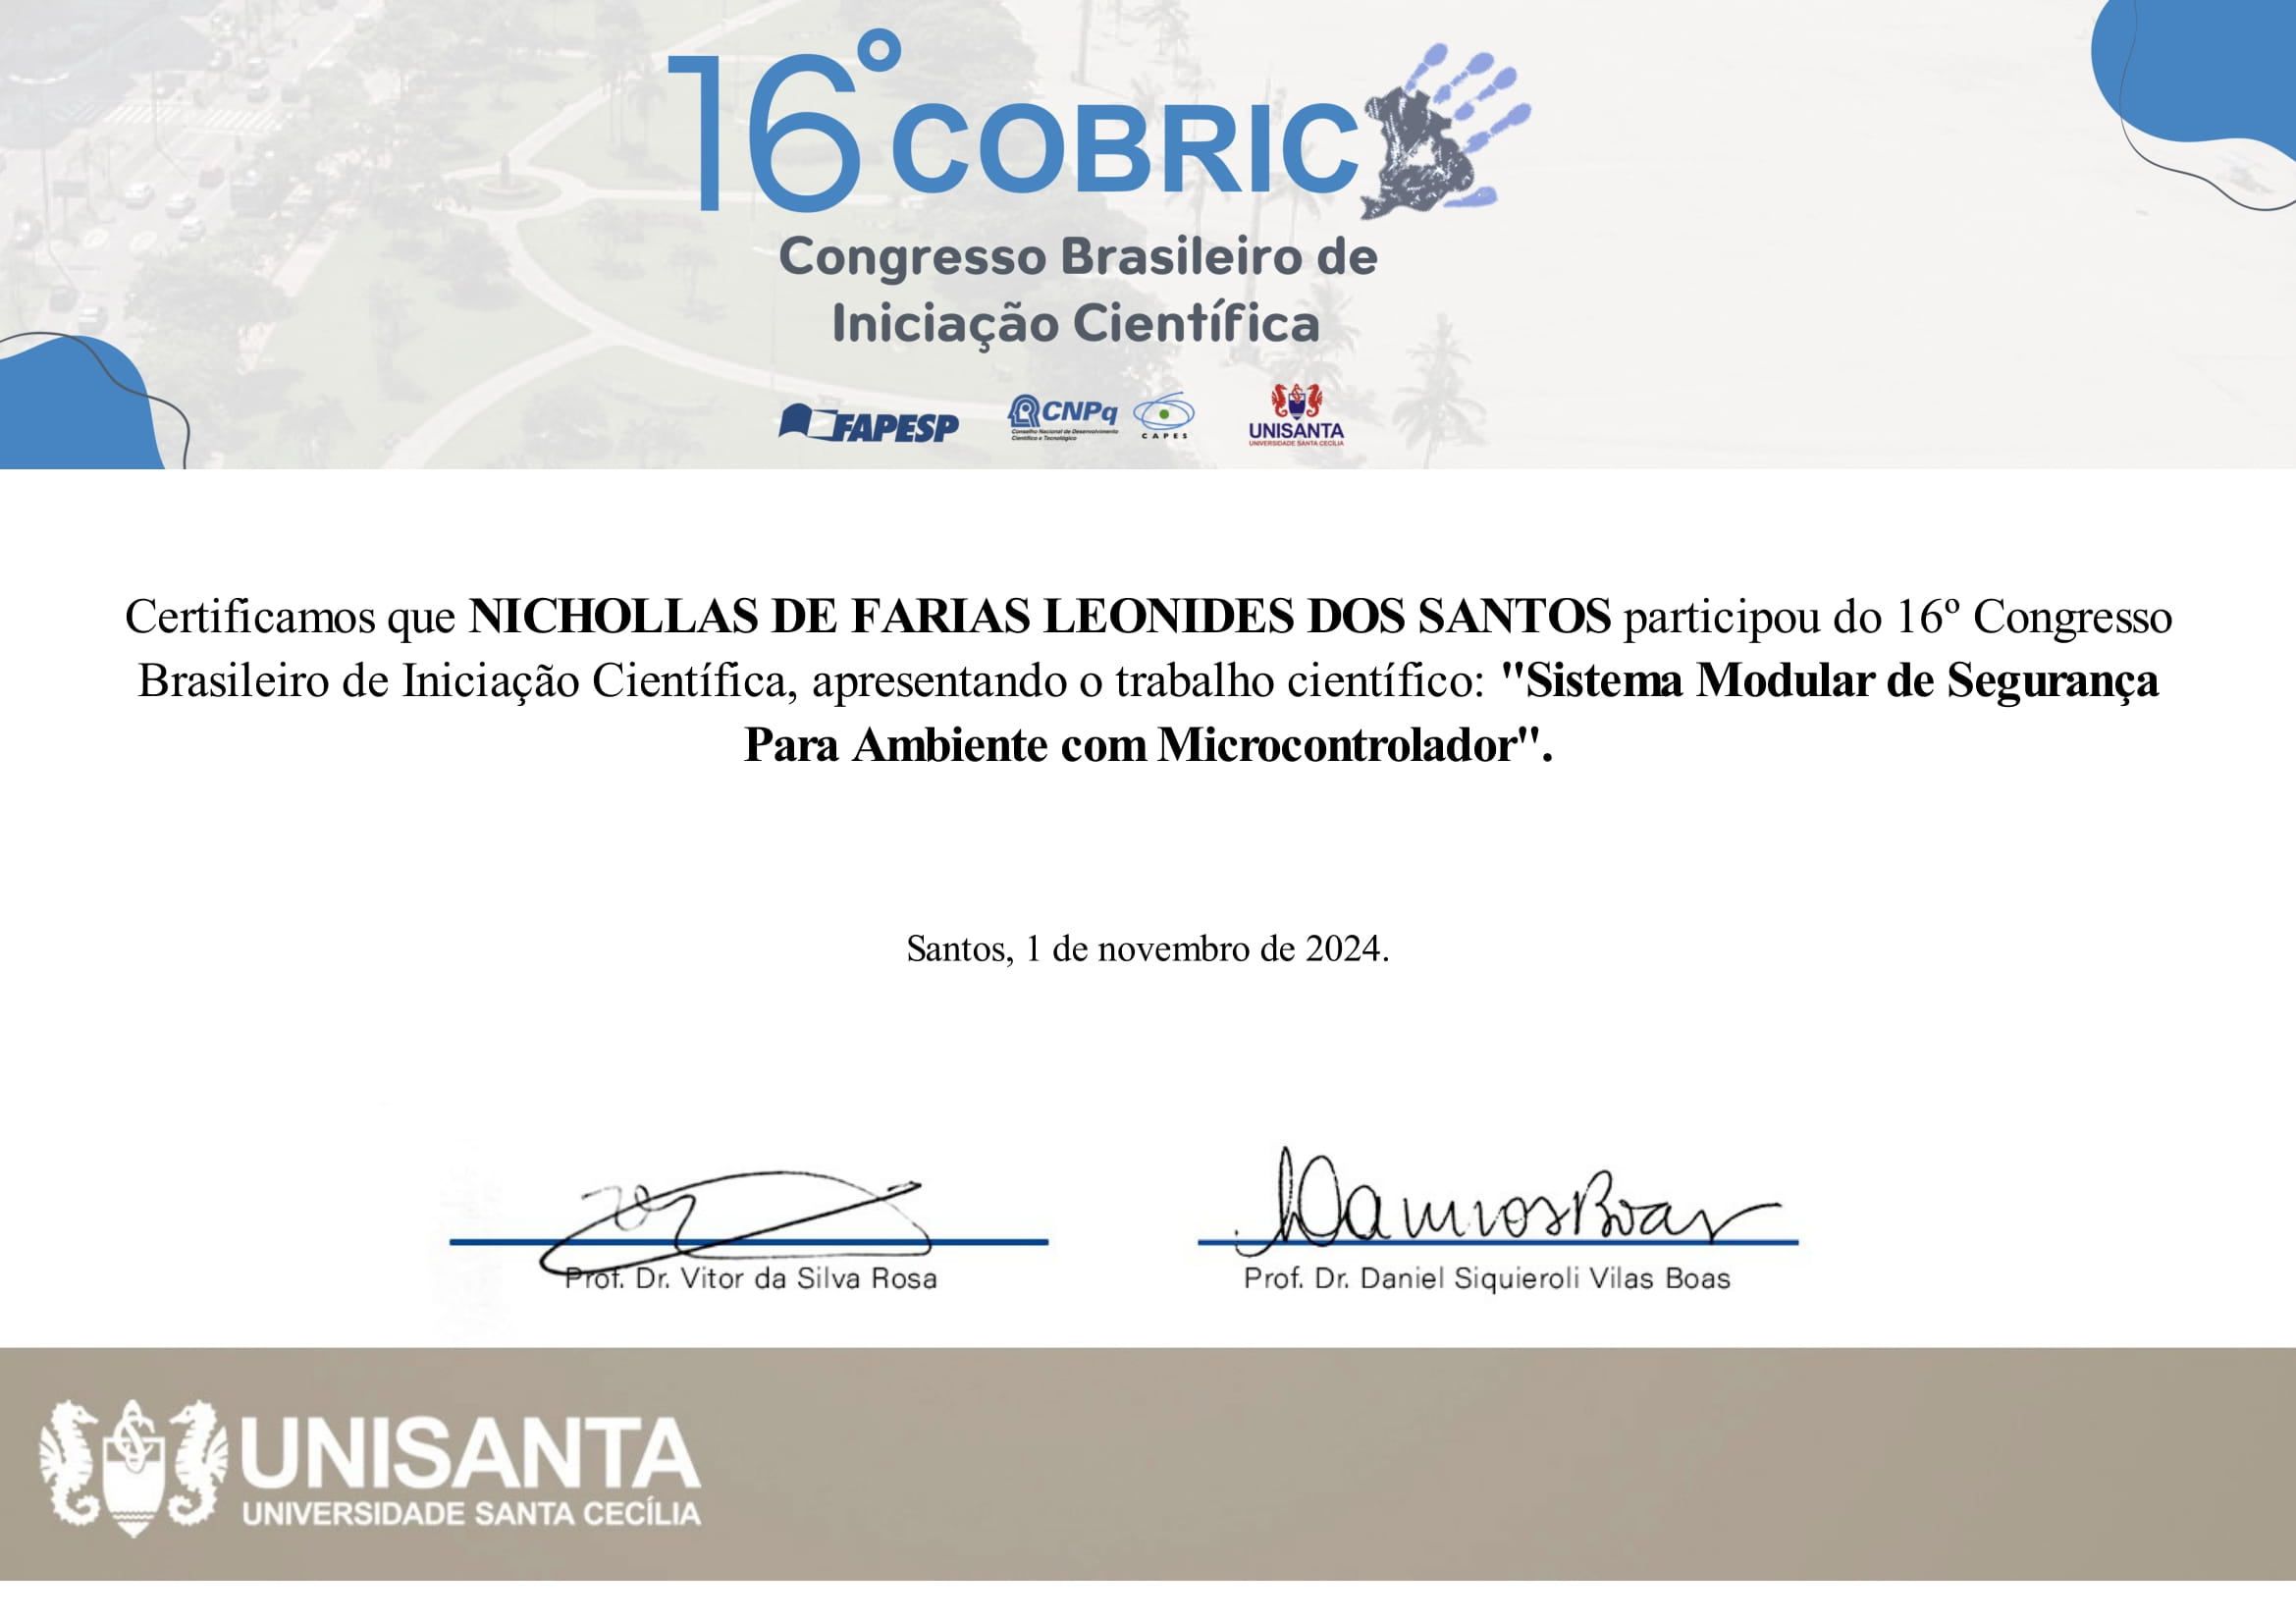 16° COBRIC
Congresso Brasileiro de
Iniciação Científica
FAPESP
CNPq
Conselho Nacional de Desenvolvimento
Científico e Tecnológico
CAPES
UNISANTA
UNIVERSIDADE SANTA CECÍLIA
Certificamos que NICHOLLAS DE FARIAS LEONIDES DOS SANTOS participou do 16º Congresso
Brasileiro de Iniciação Científica, apresentando o trabalho científico: "Sistema Modular de Segurança
Para Ambiente com Microcontrolador".
Santos, 1 de novembro de 2024.
Prof. Dr. Vitor da Silva Rosa
Prof. Dr. Daniel Siquieroli Vilas Boas
UNISANTA
UNIVERSIDADE SANTA CECÍLIA